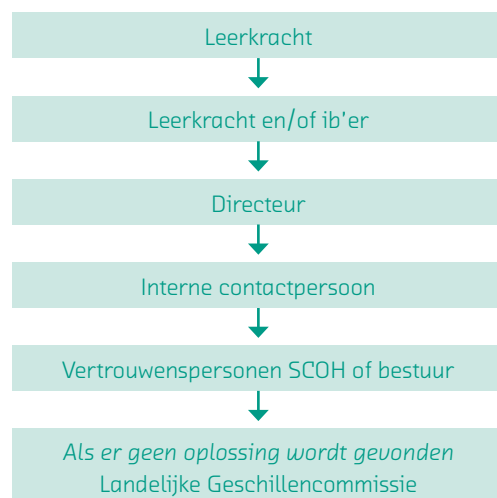 Leerkracht
Leerkracht en/of ib'er
Directeur
Interne contactpersoon
Vertrouwenspersonen SCOH of bestuur
Als er geen oplossing wordt gevonden
Landelijke Geschillencommissie